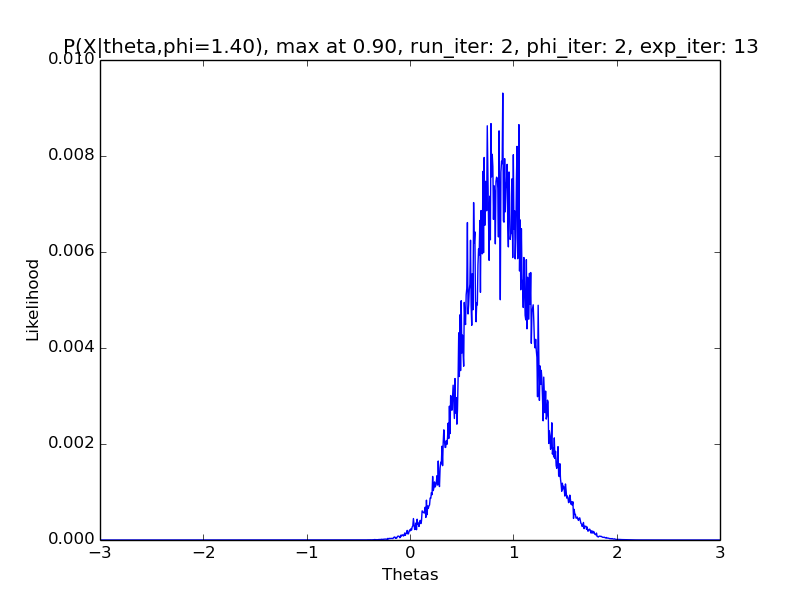 P(X|theta,phi=1.40), max at 0.90, run_iter: 2, phi_iter: 2, exp_iter: 13
0.010
0.008
0.006
0.004
0.002
0.000
Likelihood
−3 −2 −1 0 1 2 3
Thetas